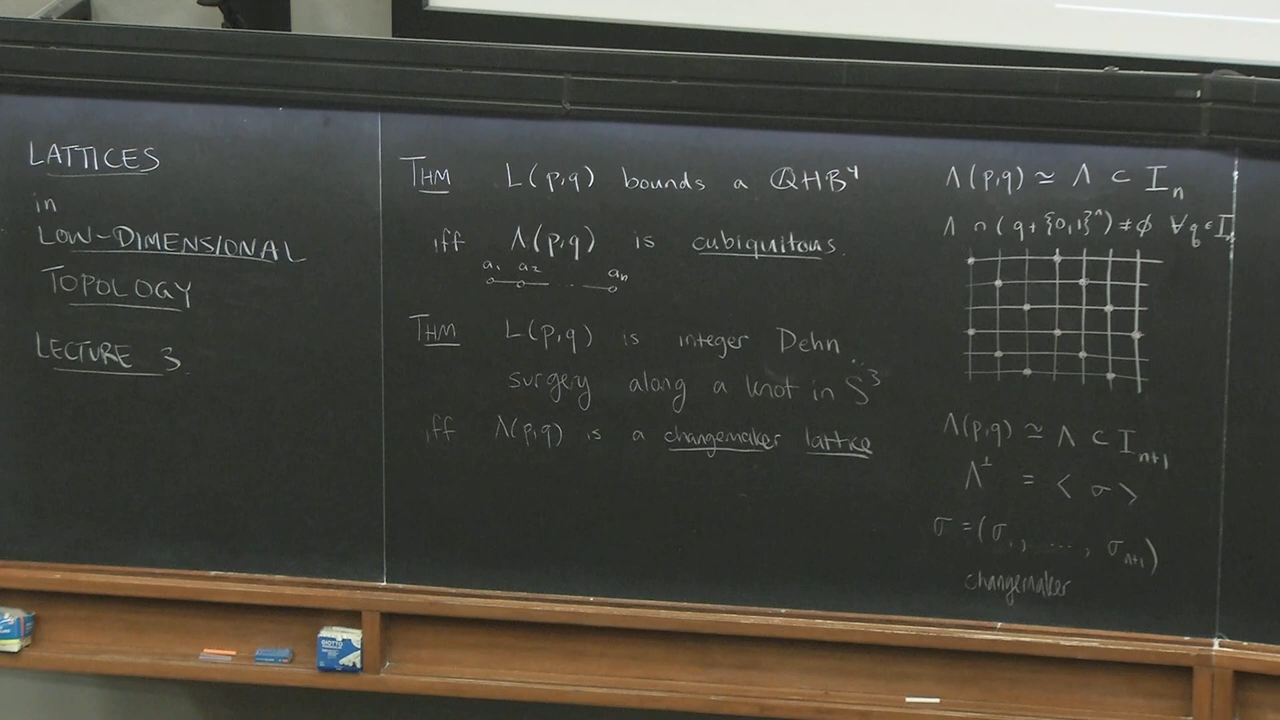 LATTICES
in
LOW-DIMENSIONAL
TOPOLOGY
LECTURE 3
THM L(p,q) bounds a QHB⁴
iff Λ(p,q) is cubiquitous.
a₁ a₂ ... aₙ
THM L(p,q) is integer Dehn
surgery along a knot in S³
iff Λ(p,q) is a changemaker lattice
Λ(p,q) ≃ Λ ⊂ Iₙ
Λ ∩ (q + {0,1}ⁿ) ≠ ∅ ∀q ∈ Iₙ
Λ(p,q) ≃ Λ ⊂ Iₙ₊₁
Λ^⊥ = < σ >
σ = (σ₁, ..., σₙ₊₁)
changemaker
GIOTTO